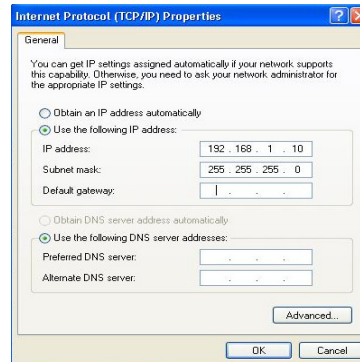 Internet Protocol (TCP/IP) Properties
General
You can get IP settings assigned automatically if your network supports
this capability. Otherwise, you need to ask your network administrator for
the appropriate IP settings.
Obtain an IP address automatically
Use the following IP address:
IP address: 192 . 168 . 1 . 10
Subnet mask: 255 . 255 . 255 . 0
Default gateway: . . .
Obtain DNS server address automatically
Use the following DNS server addresses:
Preferred DNS server: . . .
Alternate DNS server: . . .
Advanced...
OK Cancel